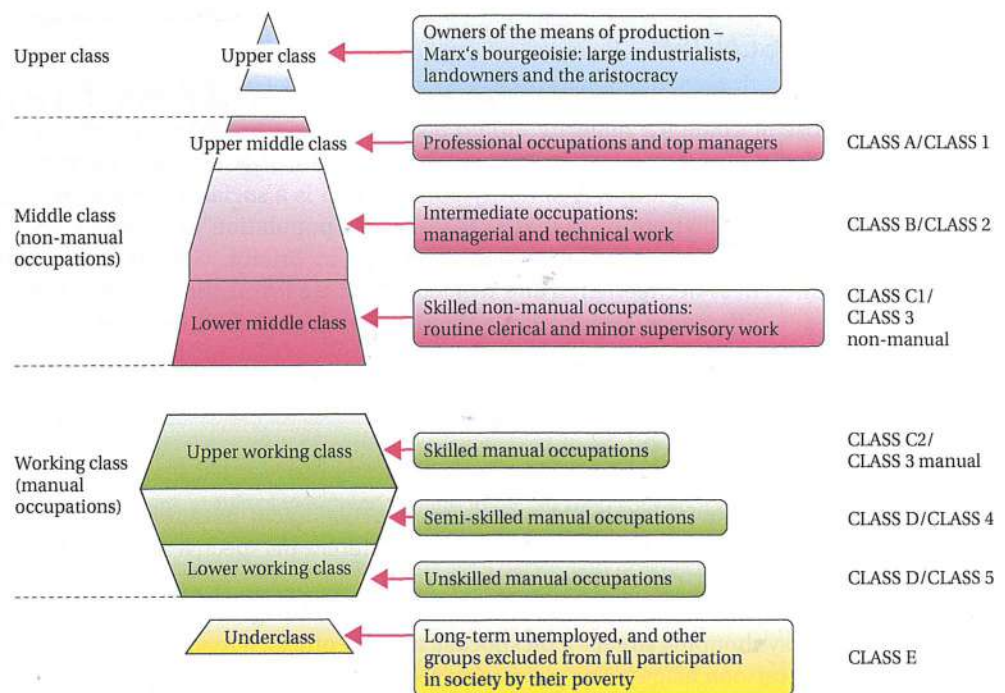 Upper class
Upper class
Owners of the means of production –
Marx‘s bourgeoisie: large industrialists,
landowners and the aristocracy
Upper middle class
Professional occupations and top managers
CLASS A/CLASS 1
Middle class
(non-manual
occupations)
Intermediate occupations:
managerial and technical work
CLASS B/CLASS 2
Lower middle class
Skilled non-manual occupations:
routine clerical and minor supervisory work
CLASS C1/
CLASS 3
non-manual
Working class
(manual
occupations)
Upper working class
Skilled manual occupations
CLASS C2/
CLASS 3 manual
Semi-skilled manual occupations
CLASS D/CLASS 4
Lower working class
Unskilled manual occupations
CLASS D/CLASS 5
Underclass
Long-term unemployed, and other
groups excluded from full participation
in society by their poverty
CLASS E